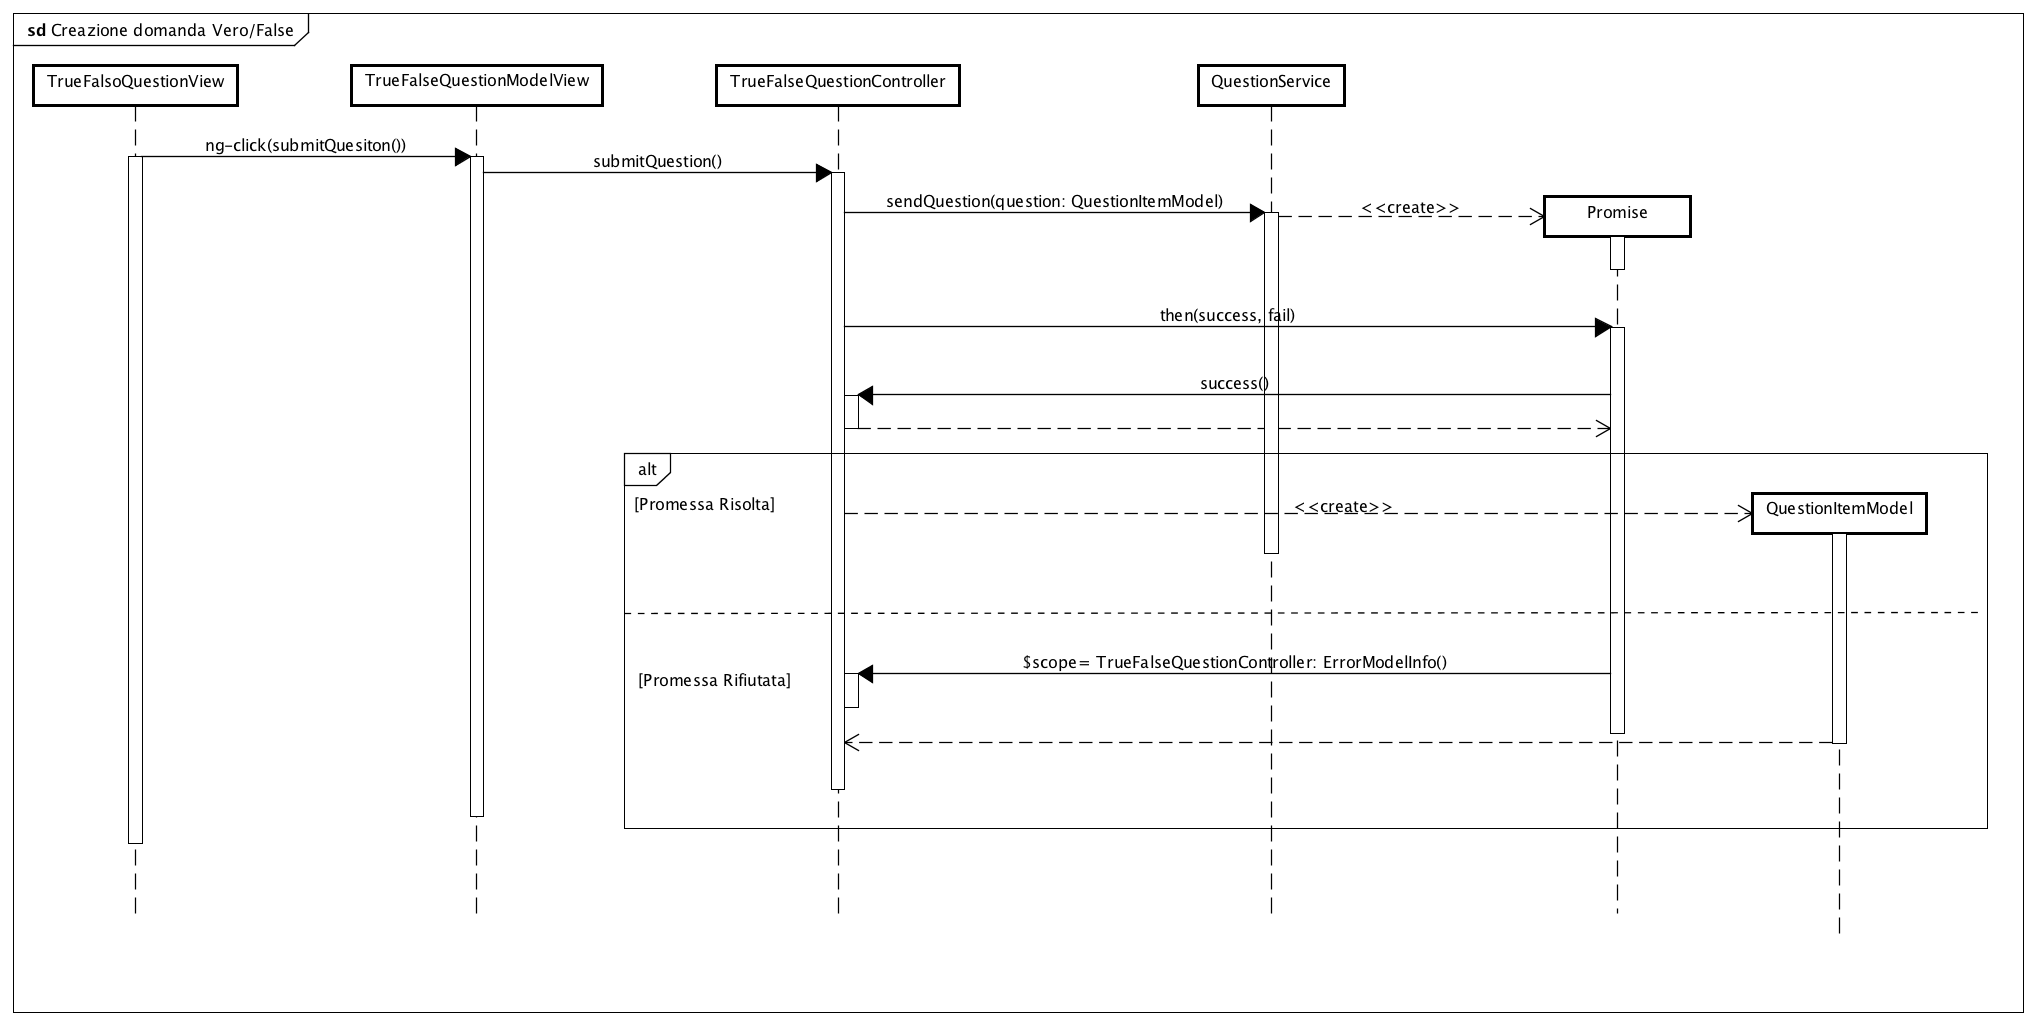 sd Creazione domanda Vero/False
TrueFalsoQuestionView
TrueFalseQuestionModelView
TrueFalseQuestionController
QuestionService
ng-click(submitQuesiton())
submitQuestion()
sendQuestion(question: QuestionItemModel)
<<create>>
Promise
then(success, fail)
success()
alt
[Promessa Risolta]
<<create>>
QuestionItemModel
$scope= TrueFalseQuestionController: ErrorModelInfo()
[Promessa Rifiutata]